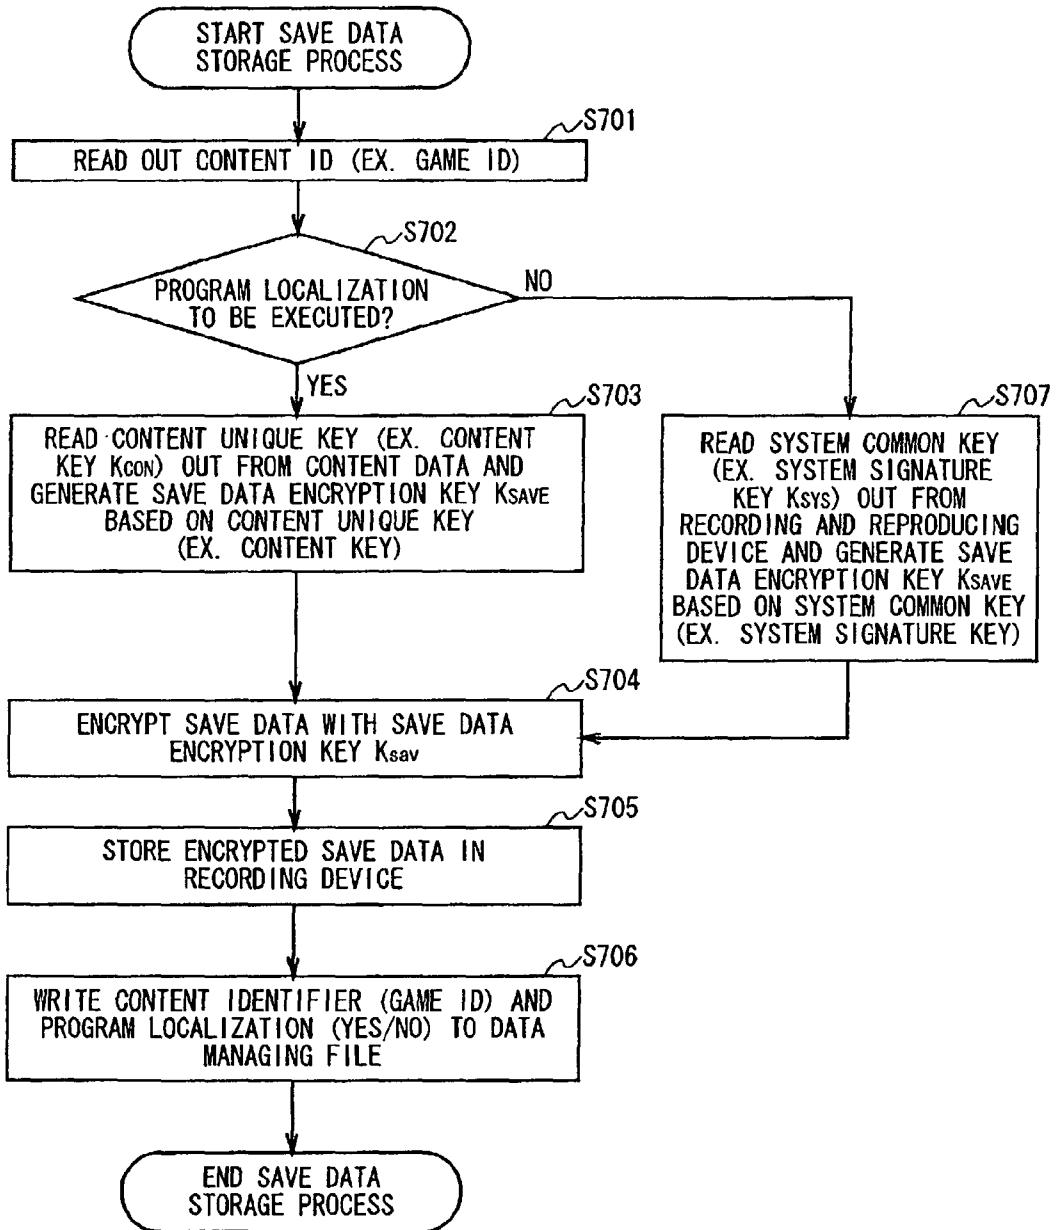 START SAVE DATA
STORAGE PROCESS
S701
READ OUT CONTENT ID (EX. GAME ID)
S702
PROGRAM LOCALIZATION
TO BE EXECUTED?
NO
YES
S703
READ CONTENT UNIQUE KEY (EX. CONTENT
KEY KCON) OUT FROM CONTENT DATA AND
GENERATE SAVE DATA ENCRYPTION KEY KSAVE
BASED ON CONTENT UNIQUE KEY
(EX. CONTENT KEY)
S707
READ SYSTEM COMMON KEY
(EX. SYSTEM SIGNATURE
KEY KSYS) OUT FROM
RECORDING AND REPRODUCING
DEVICE AND GENERATE SAVE
DATA ENCRYPTION KEY KSAVE
BASED ON SYSTEM COMMON KEY
(EX. SYSTEM SIGNATURE KEY)
S704
ENCRYPT SAVE DATA WITH SAVE DATA
ENCRYPTION KEY Ksav
S705
STORE ENCRYPTED SAVE DATA IN
RECORDING DEVICE
S706
WRITE CONTENT IDENTIFIER (GAME ID) AND
PROGRAM LOCALIZATION (YES/NO) TO DATA
MANAGING FILE
END SAVE DATA
STORAGE PROCESS